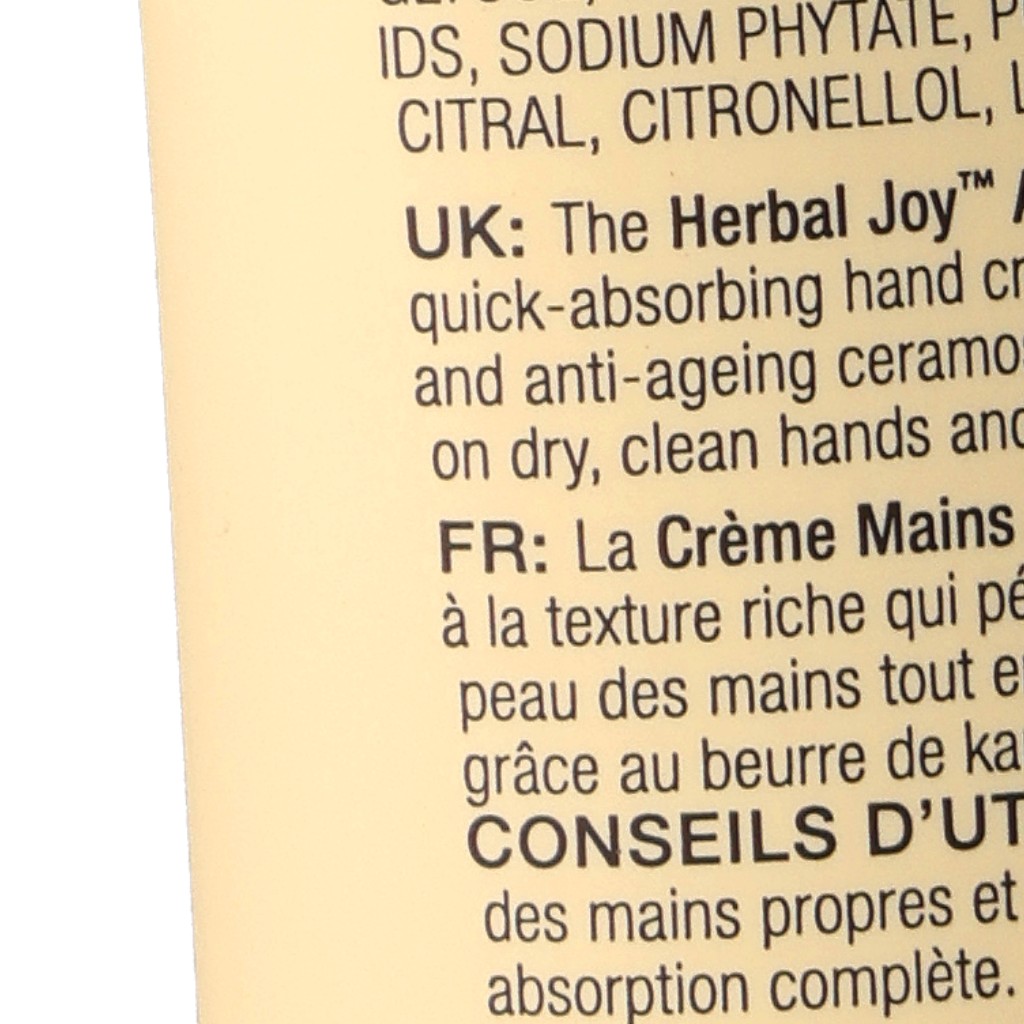 IDS, SODIUM PHYTATE,
CITRAL, CITRONELLOL,
UK: The Herbal Joy™
quick-absorbing hand
and anti-ageing
on dry, clean hands
FR: La Crème Mains
à la texture riche qui
peau des mains tout
grâce au beurre de
CONSEILS
des mains propres et
absorption complète.